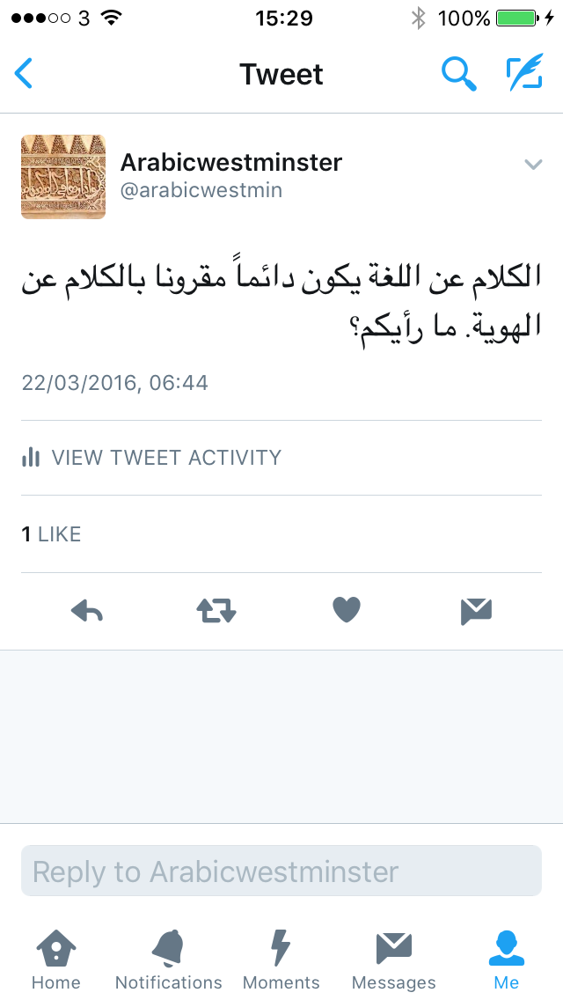 3 15:29 100%
Tweet
Arabicwestminster
@arabicwestmin
الكلام عن اللغة يكون دائماً مقرونا بالكلام عن
الهوية. ما رأيكم؟
22/03/2016, 06:44
VIEW TWEET ACTIVITY
1 LIKE
Reply to Arabicwestminster
Home Notifications Moments Messages Me